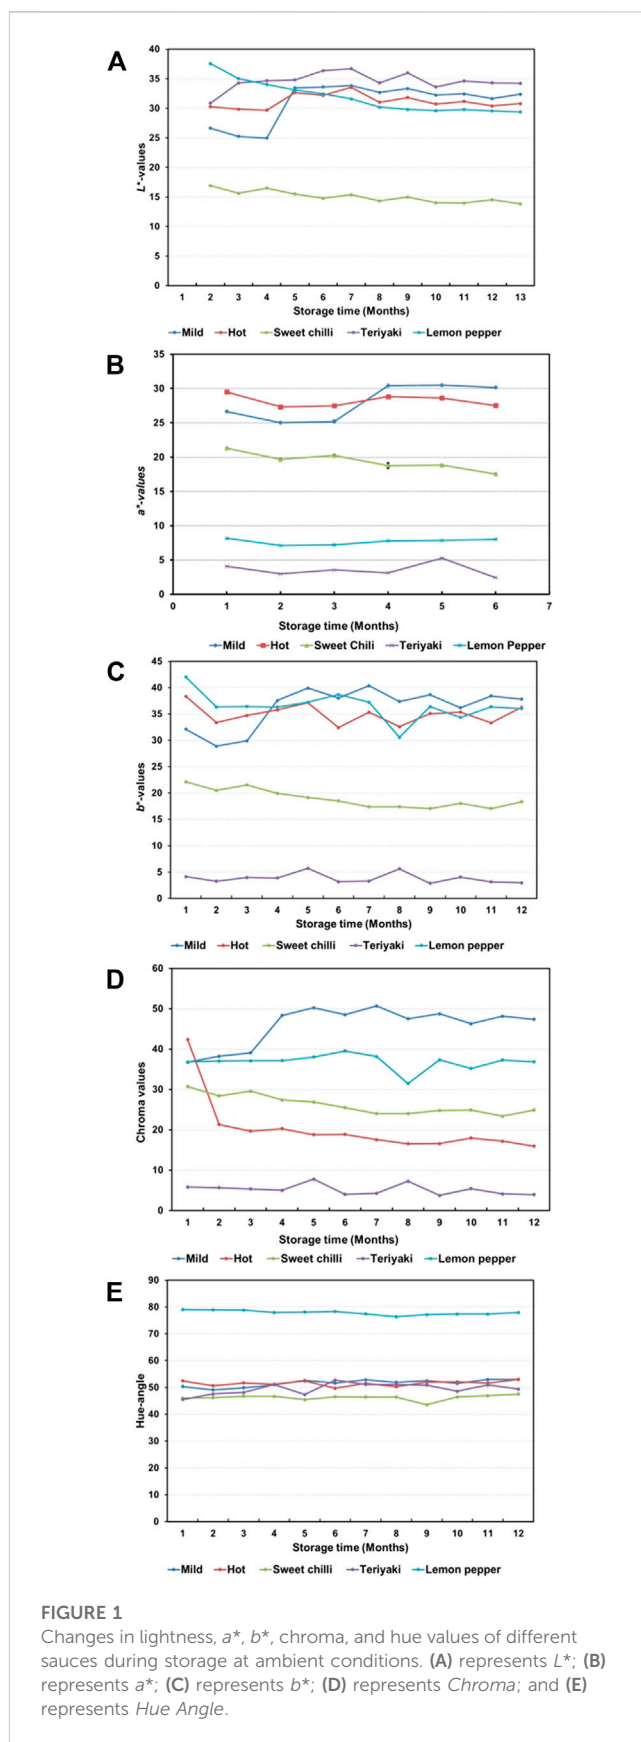 A
40
35
30
25
20
15
10
5
0
L*-values
1 2 3 4 5 6 7 8 9 10 11 12 13
Storage time (Months)
Mild Hot Sweet chilli Teriyaki Lemon pepper
B
35
30
25
20
15
10
5
0
a*-values
0 1 2 3 4 5 6 7
Storage time (Months)
Mild Hot Sweet Chili Teriyaki Lemon Pepper
C
45
40
35
30
25
20
15
10
5
0
b*-values
1 2 3 4 5 6 7 8 9 10 11 12
Storage time (Months)
Mild Hot Sweet chilli Teriyaki Lemon pepper
D
60
50
40
30
20
10
0
Chroma values
1 2 3 4 5 6 7 8 9 10 11 12
Storage time (Months)
Mild Hot Sweet chilli Teriyaki Lemon pepper
E
90
80
70
60
50
40
30
20
10
0
Hue-angle
1 2 3 4 5 6 7 8 9 10 11 12
Storage time (Months)
Mild Hot Sweet chilli Teriyaki Lemon pepper
FIGURE 1
Changes in lightness, a*, b*, chroma, and hue values of different
sauces during storage at ambient conditions. (A) represents L*; (B)
represents a*; (C) represents b*; (D) represents Chroma; and (E)
represents Hue Angle.